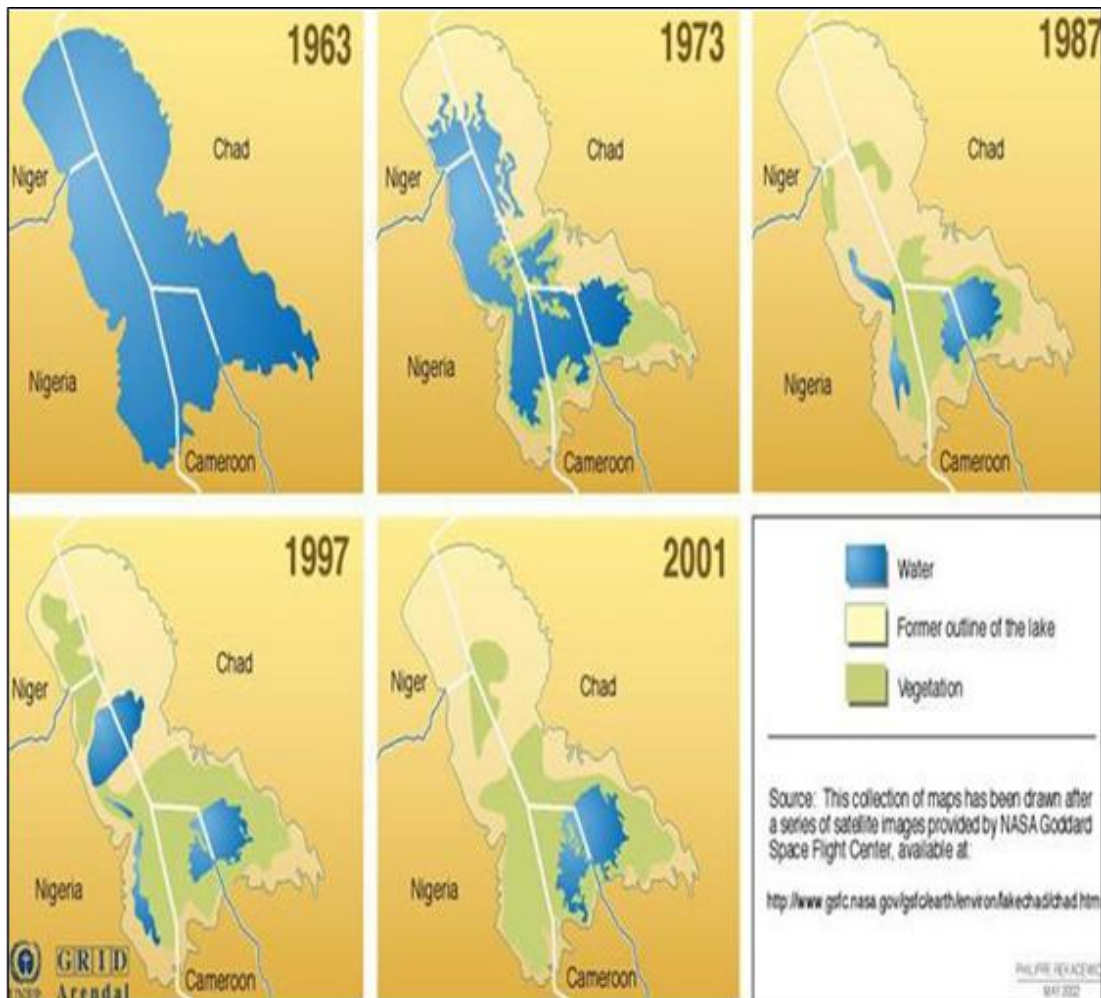 1963
Chad
Niger
Nigeria
Cameroon
1973
Chad
Niger
Nigeria
Cameroon
1987
Chad
Niger
Nigeria
Cameroon
1997
Chad
Niger
Nigeria
Cameroon
2001
Chad
Niger
Nigeria
Cameroon
Water
Former outline of the lake
Vegetation
Source: This collection of maps has been drawn after
a series of satellite images provided by NASA Goddard
Space Flight Center, available at:
http://www.gsfc.nasa.gov/gsfc/earth/environ/lakechad/chad.htm
UNEP
GRID
Arendal
MAY 2002